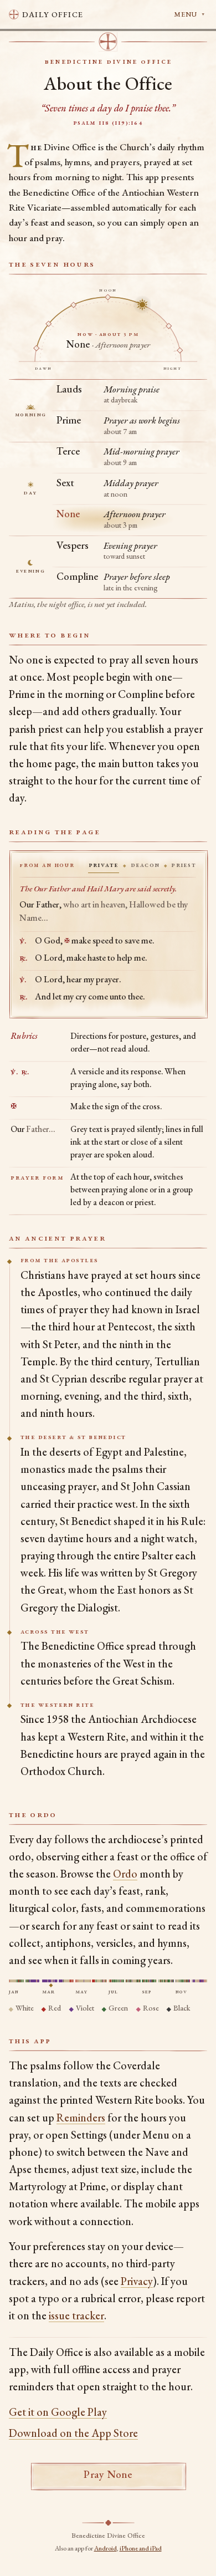 DAILY OFFICE
MENU
BENEDICTINE DIVINE OFFICE
About the Office
“Seven times a day do I praise thee.”
PSALM 118 (119):164
THE Divine Office is the Church’s daily rhythm
of psalms, hymns, and prayers, prayed at set
hours from morning to night. This app presents
the Benedictine Office of the Antiochian Western
Rite Vicariate—assembled automatically for each
day’s feast and season, so you can simply open an
hour and pray.
THE SEVEN HOURS
NOON
NOW · ABOUT 3 PM
None · Afternoon prayer
DAWN
NIGHT
MORNING
Lauds
Morning praise
at daybreak
Prime
Prayer as work begins
about 7 am
DAY
Terce
Mid-morning prayer
about 9 am
Sext
Midday prayer
at noon
None
Afternoon prayer
about 3 pm
EVENING
Vespers
Evening prayer
toward sunset
Compline
Prayer before sleep
late in the evening
Matins, the night office, is not yet included.
WHERE TO BEGIN
No one is expected to pray all seven hours
at once. Most people begin with one—
Prime in the morning or Compline before
sleep—and add others gradually. Your
parish priest can help you establish a prayer
rule that fits your life. Whenever you open
the home page, the main button takes you
straight to the hour for the current time of
day.
READING THE PAGE
FROM AN HOUR
PRIVATE ◆ DEACON ◆ PRIEST
The Our Father and Hail Mary are said secretly.
Our Father, who art in heaven, Hallowed be thy
Name…
℣. O God, ✠ make speed to save me.
℟. O Lord, make haste to help me.
℣. O Lord, hear my prayer.
℟. And let my cry come unto thee.
Rubrics
Directions for posture, gestures, and
order—not read aloud.
℣. ℟.
A versicle and its response. When
praying alone, say both.
✠
Make the sign of the cross.
Our Father…
Grey text is prayed silently; lines in full
ink at the start or close of a silent
prayer are spoken aloud.
PRAYER FORM
At the top of each hour, switches
between praying alone or in a group
led by a deacon or priest.
AN ANCIENT PRAYER
FROM THE APOSTLES
Christians have prayed at set hours since
the Apostles, who continued the daily
times of prayer they had known in Israel
—the third hour at Pentecost, the sixth
with St Peter, and the ninth in the
Temple. By the third century, Tertullian
and St Cyprian describe regular prayer at
morning, evening, and the third, sixth,
and ninth hours.
THE DESERT & ST BENEDICT
In the deserts of Egypt and Palestine,
monastics made the psalms their
unceasing prayer, and St John Cassian
carried their practice west. In the sixth
century, St Benedict shaped it in his Rule:
seven daytime hours and a night watch,
praying through the entire Psalter each
week. His life was written by St Gregory
the Great, whom the East honors as St
Gregory the Dialogist.
ACROSS THE WEST
The Benedictine Office spread through
the monasteries of the West in the
centuries before the Great Schism.
THE WESTERN RITE
Since 1958 the Antiochian Archdiocese
has kept a Western Rite, and within it the
Benedictine hours are prayed again in the
Orthodox Church.
THE ORDO
Every day follows the archdiocese’s printed
ordo, observing either a feast or the office of
the season. Browse the Ordo month by
month to see each day’s feast, rank,
liturgical color, fasts, and commemorations
—or search for any feast or saint to read its
collect, antiphons, versicles, and hymns,
and see when it falls in coming years.
JAN MAR MAY JUL SEP NOV
White Red Violet Green Rose Black
THIS APP
The psalms follow the Coverdale
translation, and the texts are checked
against the printed Western Rite books. You
can set up Reminders for the hours you
pray, or open Settings (under Menu on a
phone) to switch between the Nave and
Apse themes, adjust text size, include the
Martyrology at Prime, or display chant
notation where available. The mobile apps
work without a connection.
Your preferences stay on your device—
there are no accounts, no third-party
trackers, and no ads (see Privacy). If you
spot a typo or a rubrical error, please report
it on the issue tracker.
The Daily Office is also available as a mobile
app, with full offline access and prayer
reminders that open straight to the hour.
Get it on Google Play
Download on the App Store
Pray None
Benedictine Divine Office
Also an app for Android, iPhone and iPad